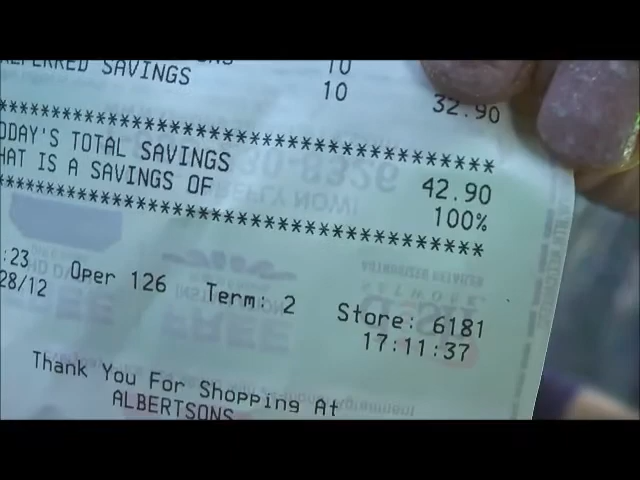 EFERRED SAVINGS 10
10 32.90
****************************************
ODAY'S TOTAL SAVINGS 42.90
HAT IS A SAVINGS OF 100%
****************************************
:23 Oper 126 Term: 2 Store: 6181
28/12 17:11:37
Thank You For Shopping At
ALBERTSONS